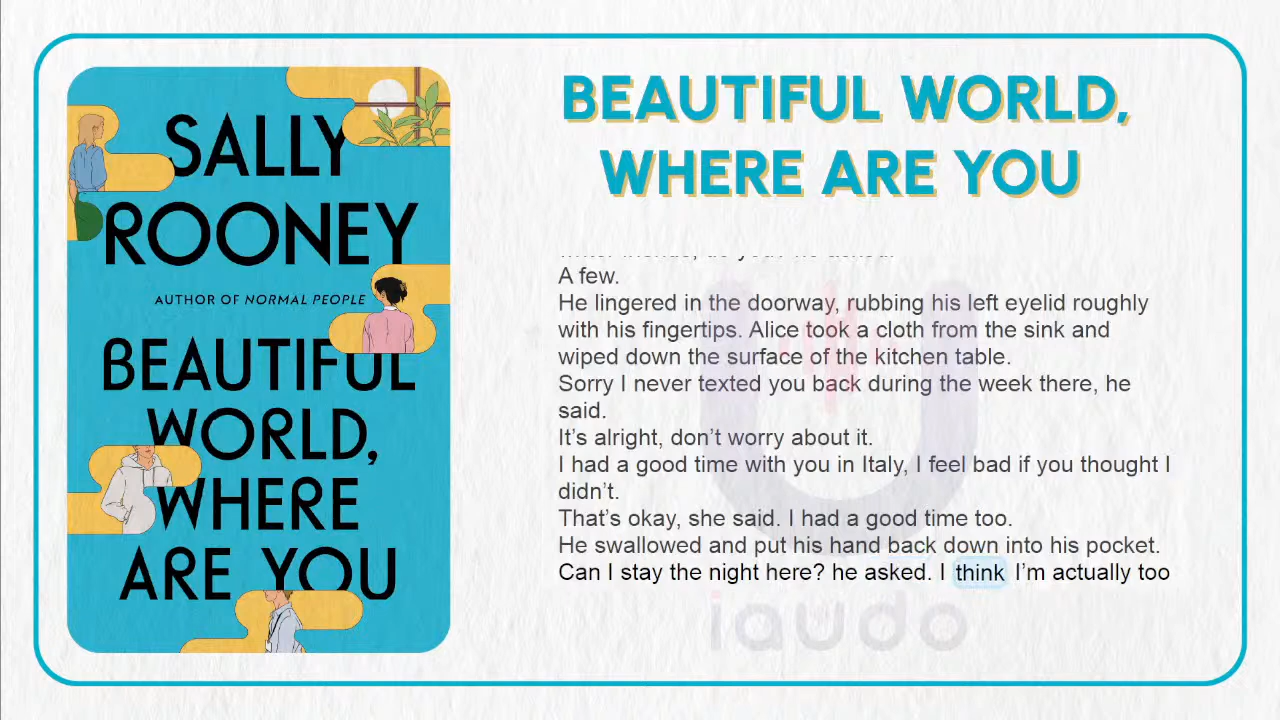 SALLY
ROONEY
AUTHOR OF NORMAL PEOPLE
BEAUTIFUL
WORLD,
WHERE
ARE YOU
BEAUTIFUL WORLD,
WHERE ARE YOU
A few.
He lingered in the doorway, rubbing his left eyelid roughly
with his fingertips. Alice took a cloth from the sink and
wiped down the surface of the kitchen table.
Sorry I never texted you back during the week there, he
said.
It’s alright, don’t worry about it.
I had a good time with you in Italy, I feel bad if you thought I
didn’t.
That’s okay, she said. I had a good time too.
He swallowed and put his hand back down into his pocket.
Can I stay the night here? he asked. I think I’m actually too
iaudo